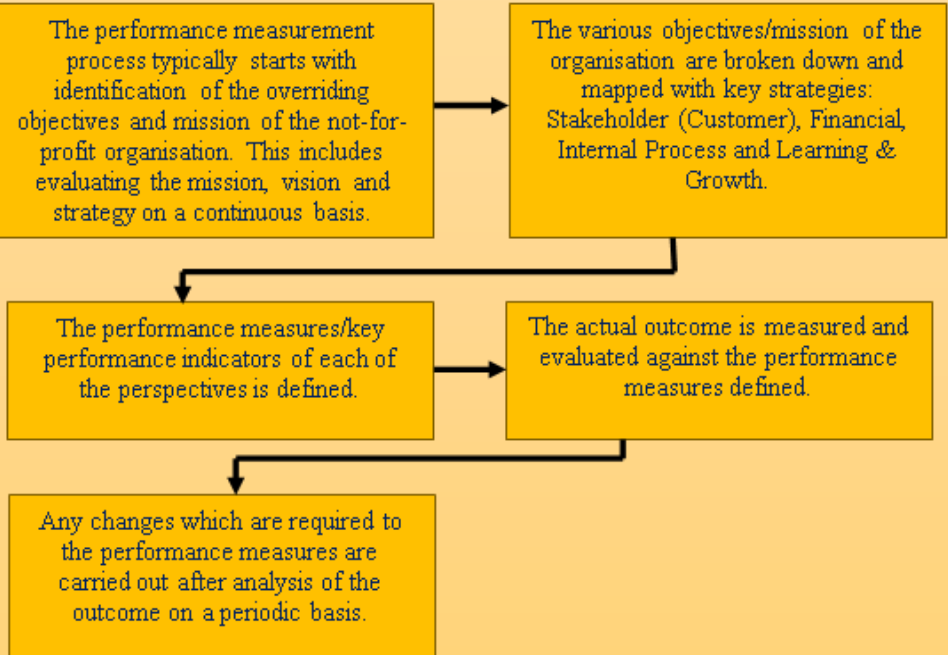 The performance measurement
process typically starts with
identification of the overriding
objectives and mission of the not-for-
profit organisation. This includes
evaluating the mission, vision and
strategy on a continuous basis.
The various objectives/mission of the
organisation are broken down and
mapped with key strategies:
Stakeholder (Customer), Financial,
Internal Process and Learning &
Growth.
The performance measures/key
performance indicators of each of
the perspectives is defined.
The actual outcome is measured and
evaluated against the performance
measures defined.
Any changes which are required to
the performance measures are
carried out after analysis of the
outcome on a periodic basis.